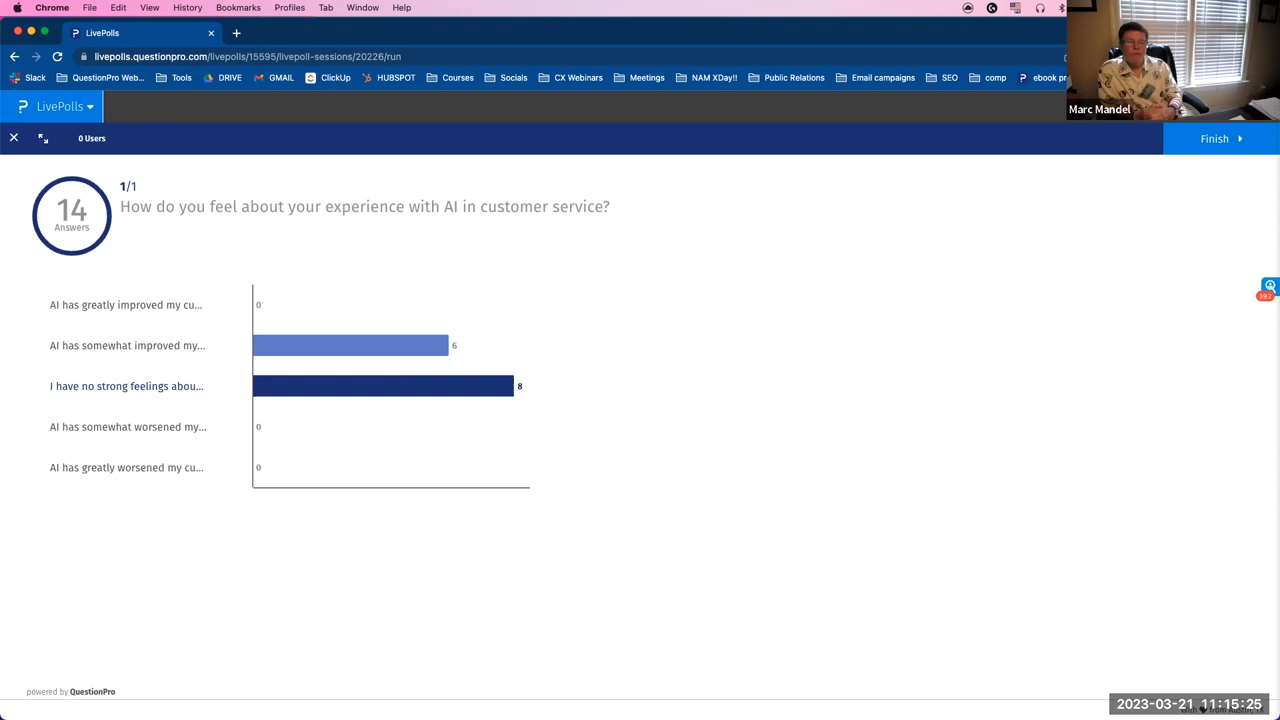 Chrome File Edit View History Bookmarks Profiles Tab Window Help
LivePolls
livepolls.questionpro.com/livepolls/15595/livepoll-sessions/20226/run
Slack QuestionPro Web... Tools DRIVE GMAIL ClickUp HUBSPOT Courses Socials CX Webinars Meetings NAM XDay!! Public Relations Email campaigns SEO comp ebook pr
Marc Mandel
LivePolls
0 Users
Finish
1/1
14
Answers
How do you feel about your experience with AI in customer service?
AI has greatly improved my cu... 0
AI has somewhat improved my... 6
I have no strong feelings abou... 8
AI has somewhat worsened my... 0
AI has greatly worsened my cu... 0
392
powered by QuestionPro
2023-03-21 11:15:25